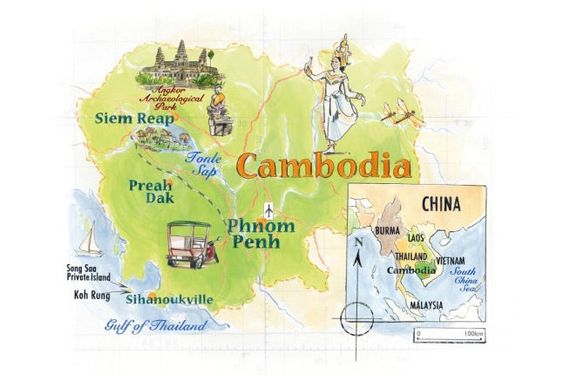 Angkor
Archaeological
Park
Siem Reap
Tonle
Sap
Cambodia
Preah
Dak
Phnom
Penh
Song Saa
Private Island
Koh Rung
Sihanoukville
Gulf of Thailand
CHINA
BURMA
LAOS
THAILAND
VIETNAM
Cambodia
South
China
Sea
MALAYSIA
N
0 100km